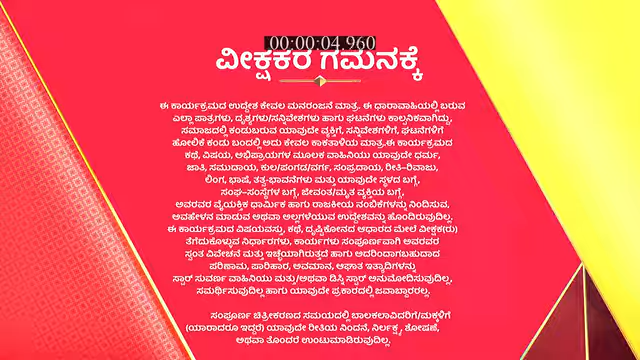 00:00:04.960
ವೀಕ್ಷಕರ ಗಮನಕ್ಕೆ
ಈ ಕಾರ್ಯಕ್ರಮದ ಉದ್ದೇಶ ಕೇವಲ ಮನರಂಜನೆ ಮಾತ್ರ. ಈ ಧಾರಾವಾಹಿಯಲ್ಲಿ ಬರುವ
ಎಲ್ಲಾ ಪಾತ್ರಗಳು, ದೃಶ್ಯಗಳು/ಸನ್ನಿವೇಶಗಳು ಹಾಗು ಘಟನೆಗಳು ಕಾಲ್ಪನಿಕವಾಗಿದ್ದು,
ಸಮಾಜದಲ್ಲಿ ಕಂಡುಬರುವ ಯಾವುದೇ ವ್ಯಕ್ತಿಗೆ, ಸನ್ನಿವೇಶಗಳಿಗೆ, ಘಟನೆಗಳಿಗೆ
ಹೋಲಿಕೆ ಕಂಡು ಬಂದಲ್ಲಿ ಅದು ಕೇವಲ ಕಾಕತಾಳೀಯ ಮಾತ್ರ.ಈ ಕಾರ್ಯಕ್ರಮದ
ಕಥೆ, ವಿಷಯ, ಅಭಿಪ್ರಾಯಗಳ ಮೂಲಕ ವಾಹಿನಿಯು ಯಾವುದೇ ಧರ್ಮ,
ಜಾತಿ, ಸಮುದಾಯ, ಕುಲ/ಪಂಗಡ/ವರ್ಗ, ಸಂಪ್ರದಾಯ, ರೀತಿ-ರಿವಾಜು,
ಲಿಂಗ, ಭಾಷೆ, ತತ್ವ-ಭಾವನೆಗಳು ಮತ್ತು ಯಾವುದೇ ಸ್ಥಳದ ಬಗ್ಗೆ,
ಸಂಘ-ಸಂಸ್ಥೆಗಳ ಬಗ್ಗೆ, ಜೀವಂತ/ಮೃತ ವ್ಯಕ್ತಿಯ ಬಗ್ಗೆ,
ಅವರವರ ವೈಯಕ್ತಿಕ ಧಾರ್ಮಿಕ ಹಾಗು ರಾಜಕೀಯ ನಂಬಿಕೆಗಳನ್ನು ನಿಂದಿಸುವ,
ಅವಹೇಳನ ಮಾಡುವ ಅಥವಾ ಅಲ್ಲಗಳೆಯುವ ಉದ್ದೇಶವನ್ನು ಹೊಂದಿರುವುದಿಲ್ಲ.
ಈ ಕಾರ್ಯಕ್ರಮದ ವಿಷಯವಸ್ತು, ಕಥೆ, ದೃಷ್ಟಿಕೋನದ ಆಧಾರದ ಮೇಲೆ ವೀಕ್ಷಕ(ರು)
ತೆಗೆದುಕೊಳ್ಳುವ ನಿರ್ಧಾರಗಳು, ಕಾರ್ಯಗಳು ಸಂಪೂರ್ಣವಾಗಿ ಅವರವರ
ಸ್ವಂತ ವಿವೇಚನೆ ಮತ್ತು ಇಚ್ಛೆಯಾಗಿರುತ್ತದೆ ಹಾಗು ಅದರಿಂದಾಗಬಹುದಾದ
ಪರಿಣಾಮ, ಪಾರಿಹಾರ, ಅವಮಾನ, ಆಘಾತ ಇತ್ಯಾದಿಗಳನ್ನು
ಸ್ಟಾರ್ ಸುವರ್ಣ ವಾಹಿನಿಯು ಮತ್ತು/ಅಥವಾ ಡಿಸ್ನಿ ಸ್ಟಾರ್ ಅನುಮೋದಿಸುವುದಿಲ್ಲ,
ಸಮರ್ಥಿಸುವುದಿಲ್ಲ ಹಾಗು ಯಾವುದೇ ಪ್ರಕಾರದಲ್ಲಿ ಜವಾಬ್ದಾರರಲ್ಲ.
ಸಂಪೂರ್ಣ ಚಿತ್ರೀಕರಣದ ಸಮಯದಲ್ಲಿ ಬಾಲಕಲಾವಿದರಿಗೆ/ಮಕ್ಕಳಿಗೆ
(ಯಾರಾದರೂ ಇದ್ದರೆ) ಯಾವುದೇ ರೀತಿಯ ನಿಂದನೆ, ನಿರ್ಲಕ್ಷ್ಯ, ಶೋಷಣೆ,
ಅಥವಾ ತೊಂದರೆ ಉಂಟುಮಾಡಿರುವುದಿಲ್ಲ.